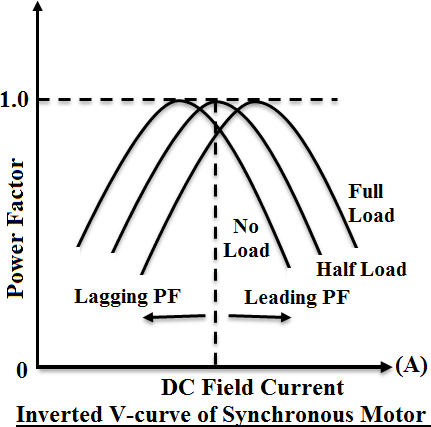 1.0
Power Factor
0
No
Load
Full
Load
Half Load
Lagging PF
Leading PF
(A)
DC Field Current
Inverted V-curve of Synchronous Motor